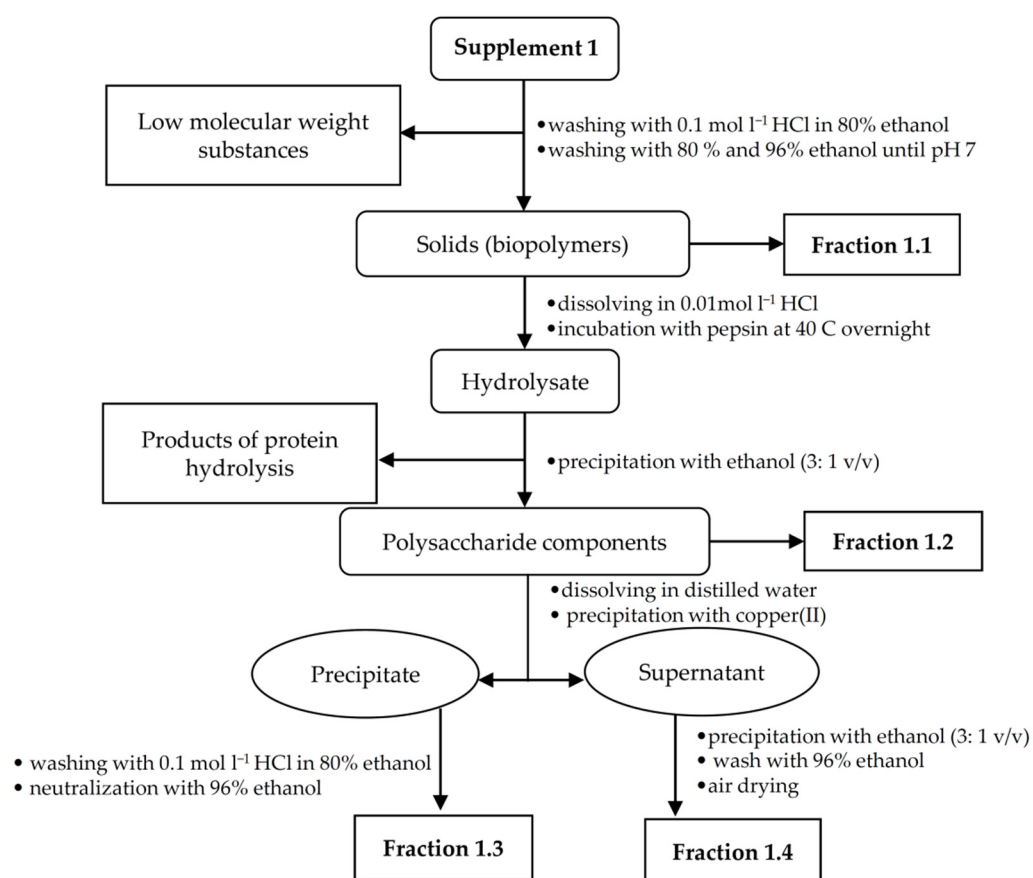 Supplement 1
Low molecular weight
substances
•washing with 0.1 mol l⁻¹ HCl in 80% ethanol
•washing with 80 % and 96% ethanol until pH 7
Solids (biopolymers)
Fraction 1.1
•dissolving in 0.01mol l⁻¹ HCl
•incubation with pepsin at 40 C overnight
Hydrolysate
Products of protein
hydrolysis
•precipitation with ethanol (3: 1 v/v)
Polysaccharide components
Fraction 1.2
•dissolving in distilled water
• precipitation with copper(II)
Precipitate
Supernatant
• washing with 0.1 mol l⁻¹ HCl in 80% ethanol
• neutralization with 96% ethanol
•precipitation with ethanol (3: 1 v/v)
• wash with 96% ethanol
•air drying
Fraction 1.3
Fraction 1.4